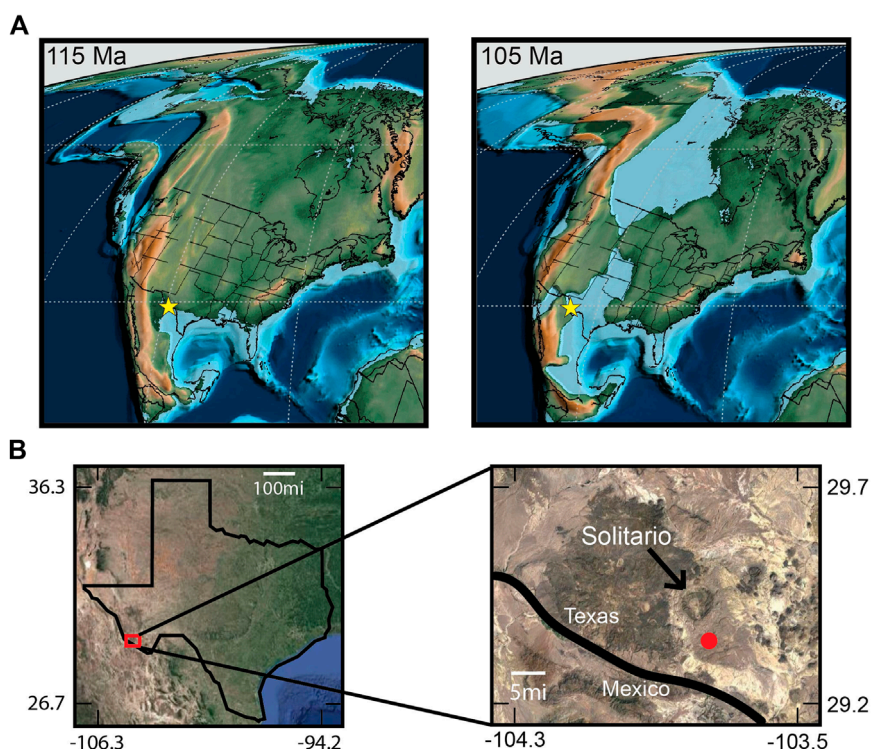 A
115 Ma
105 Ma
B
36.3
100mi
26.7
-106.3
-94.2
29.7
Solitario
Texas
5mi
Mexico
29.2
-104.3
-103.5